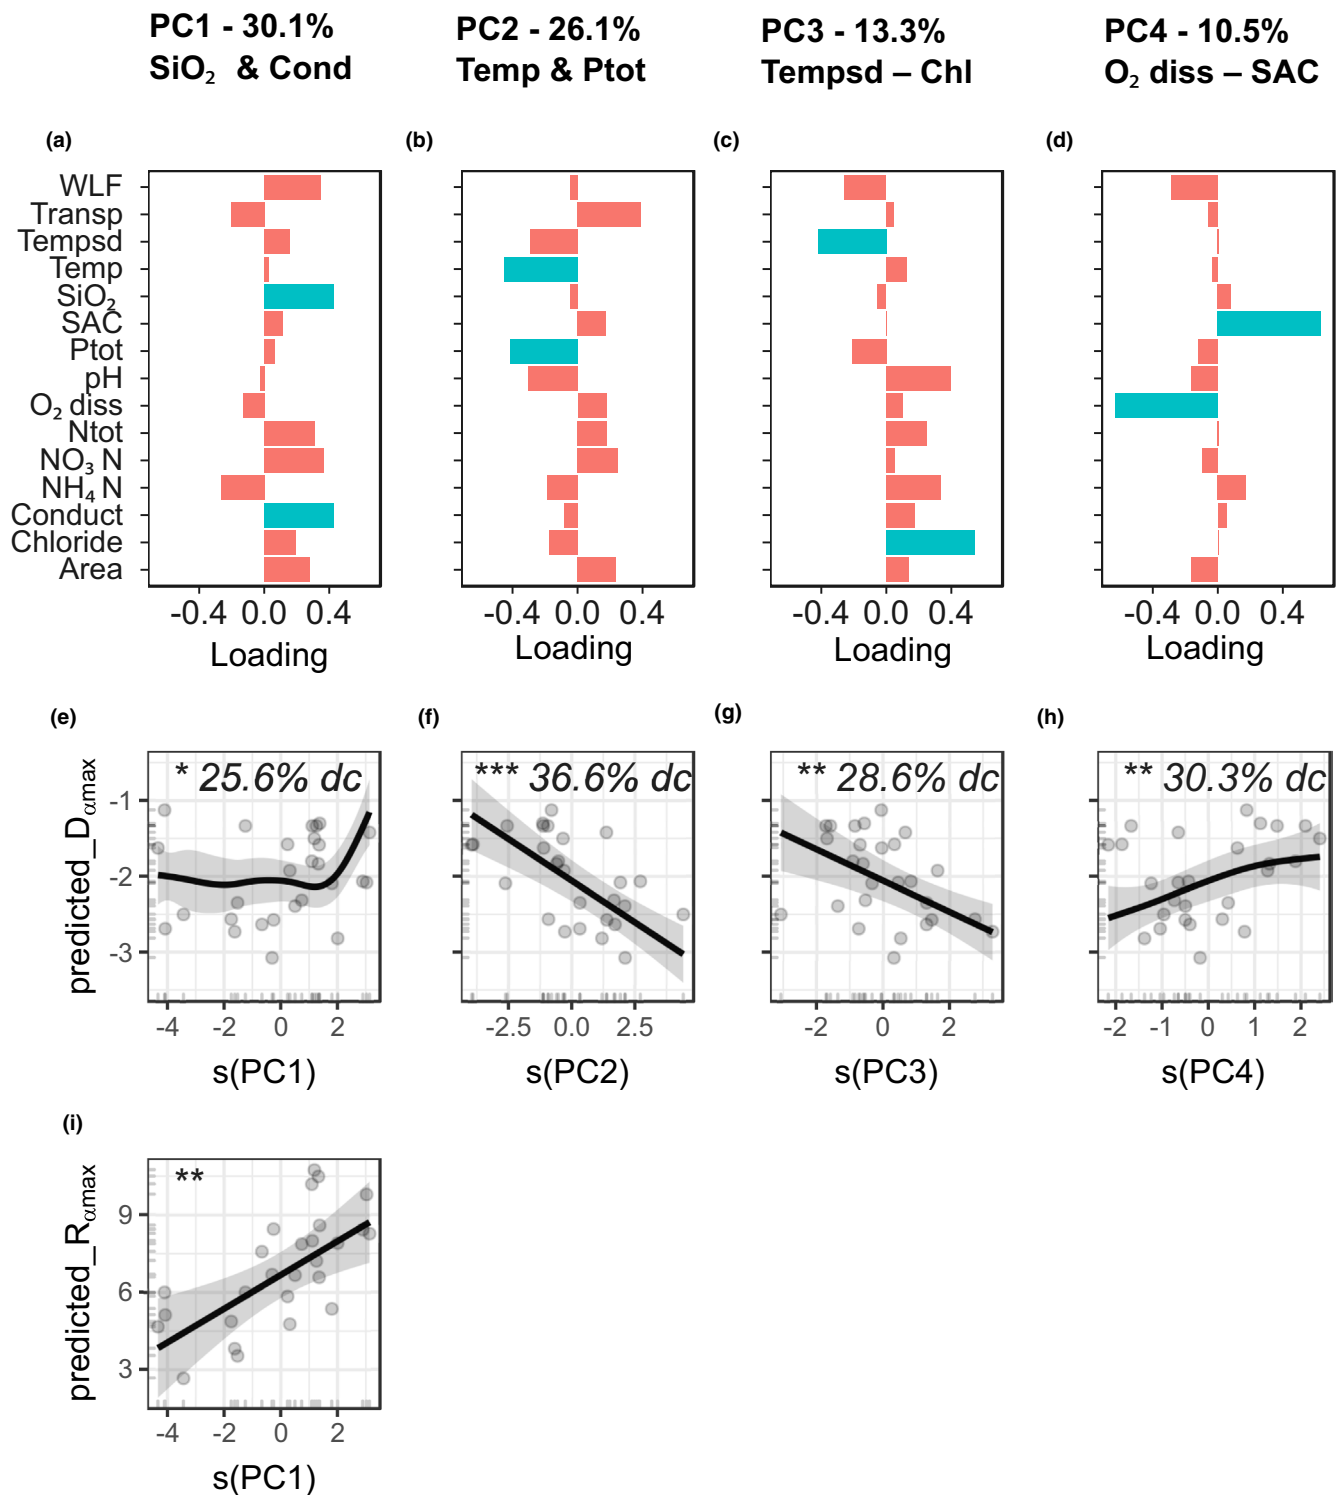 PC1 - 30.1%
SiO₂ & Cond
PC2 - 26.1%
Temp & Ptot
PC3 - 13.3%
Tempsd – Chl
PC4 - 10.5%
O₂ diss – SAC
(a)
(b)
(c)
(d)
WLF
Transp
Tempsd
Temp
SiO₂
SAC
Ptot
pH
O₂ diss
Ntot
NO₃ N
NH₄ N
Conduct
Chloride
Area
-0.4 0.0 0.4
-0.4 0.0 0.4
-0.4 0.0 0.4
-0.4 0.0 0.4
Loading
Loading
Loading
Loading
(e)
(f)
(g)
(h)
* 25.6% dc
*** 36.6% dc
** 28.6% dc
** 30.3% dc
predicted_Dαmax
-1
-2
-3
-4 -2 0 2
-2.5 0.0 2.5
-2 0 2
-2 -1 0 1 2
s(PC1)
s(PC2)
s(PC3)
s(PC4)
(i)
**
predicted_Rαmax
9
6
3
-4 -2 0 2
s(PC1)